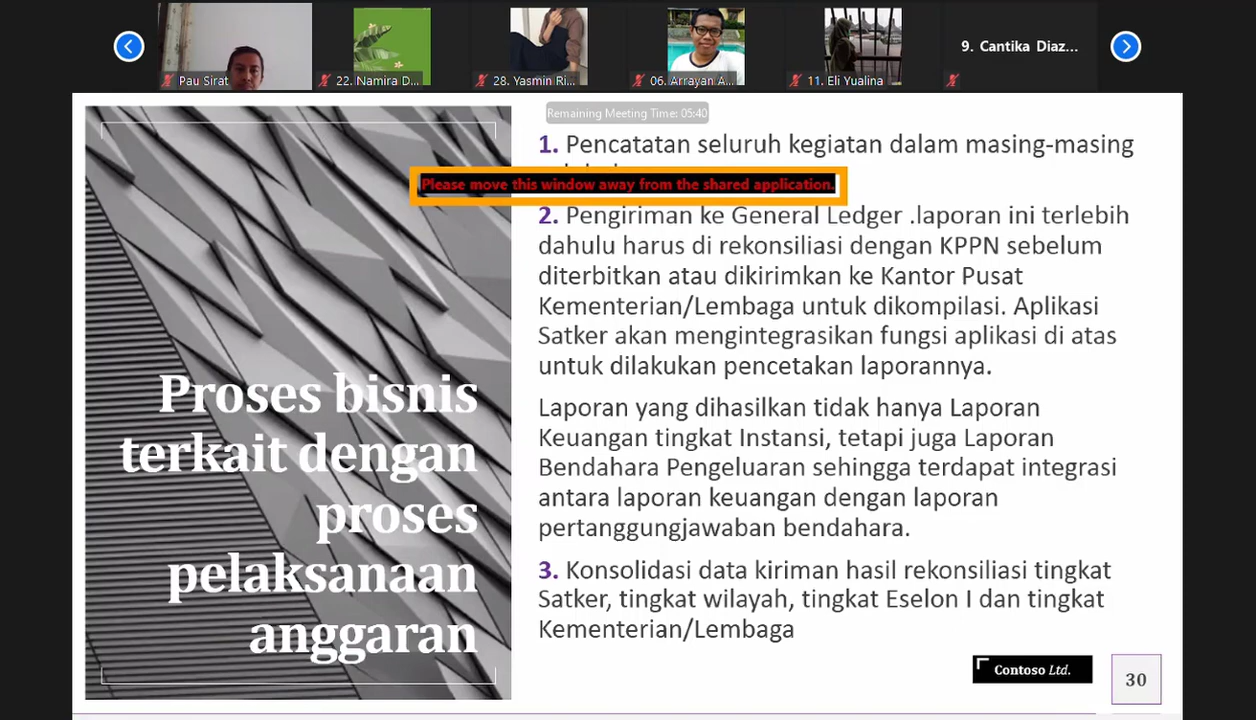 Pau Sirat
22. Namira D...
28. Yasmin Ri...
06. Arrayan A...
11. Eli Yualina
9. Cantika Diaz...
Remaining Meeting Time: 05:40
1. Pencatatan seluruh kegiatan dalam masing-masing
Please move this window away from the shared application.
2. Pengiriman ke General Ledger .laporan ini terlebih
dahulu harus di rekonsiliasi dengan KPPN sebelum
diterbitkan atau dikirimkan ke Kantor Pusat
Kementerian/Lembaga untuk dikompilasi. Aplikasi
Satker akan mengintegrasikan fungsi aplikasi di atas
untuk dilakukan pencetakan laporannya.
Laporan yang dihasilkan tidak hanya Laporan
Keuangan tingkat Instansi, tetapi juga Laporan
Bendahara Pengeluaran sehingga terdapat integrasi
antara laporan keuangan dengan laporan
pertanggungjawaban bendahara.
3. Konsolidasi data kiriman hasil rekonsiliasi tingkat
Satker, tingkat wilayah, tingkat Eselon I dan tingkat
Kementerian/Lembaga
Proses bisnis
terkait dengan
proses
pelaksanaan
anggaran
Contoso Ltd.
30